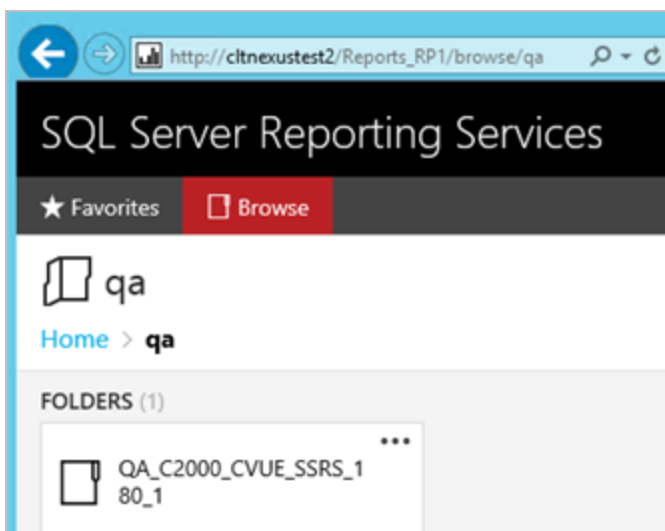 http://cltnexustest2/Reports_RP1/browse/qa
SQL Server Reporting Services
Favorites Browse
qa
Home > qa
FOLDERS (1)
QA_C2000_CVUE_SSRS_1
80_1